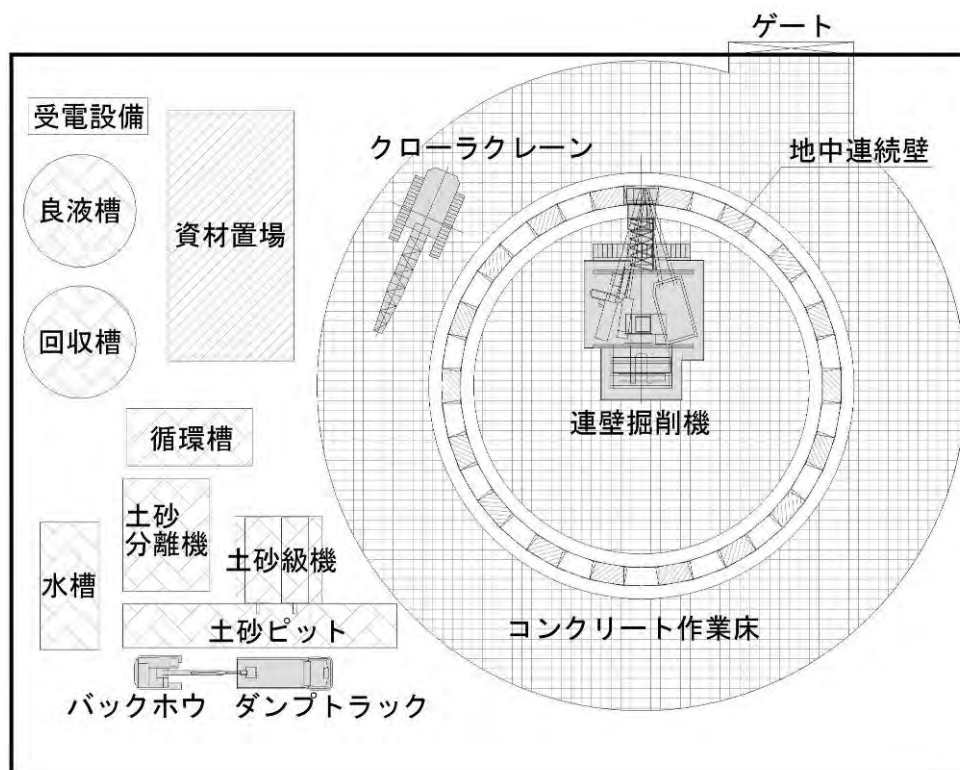 ゲート
受電設備
クローラクレーン
地中連続壁
良液槽
資材置場
回収槽
連壁掘削機
循環槽
土砂
分離機
土砂級機
水槽
土砂ピット
コンクリート作業床
バックホウ
ダンプトラック